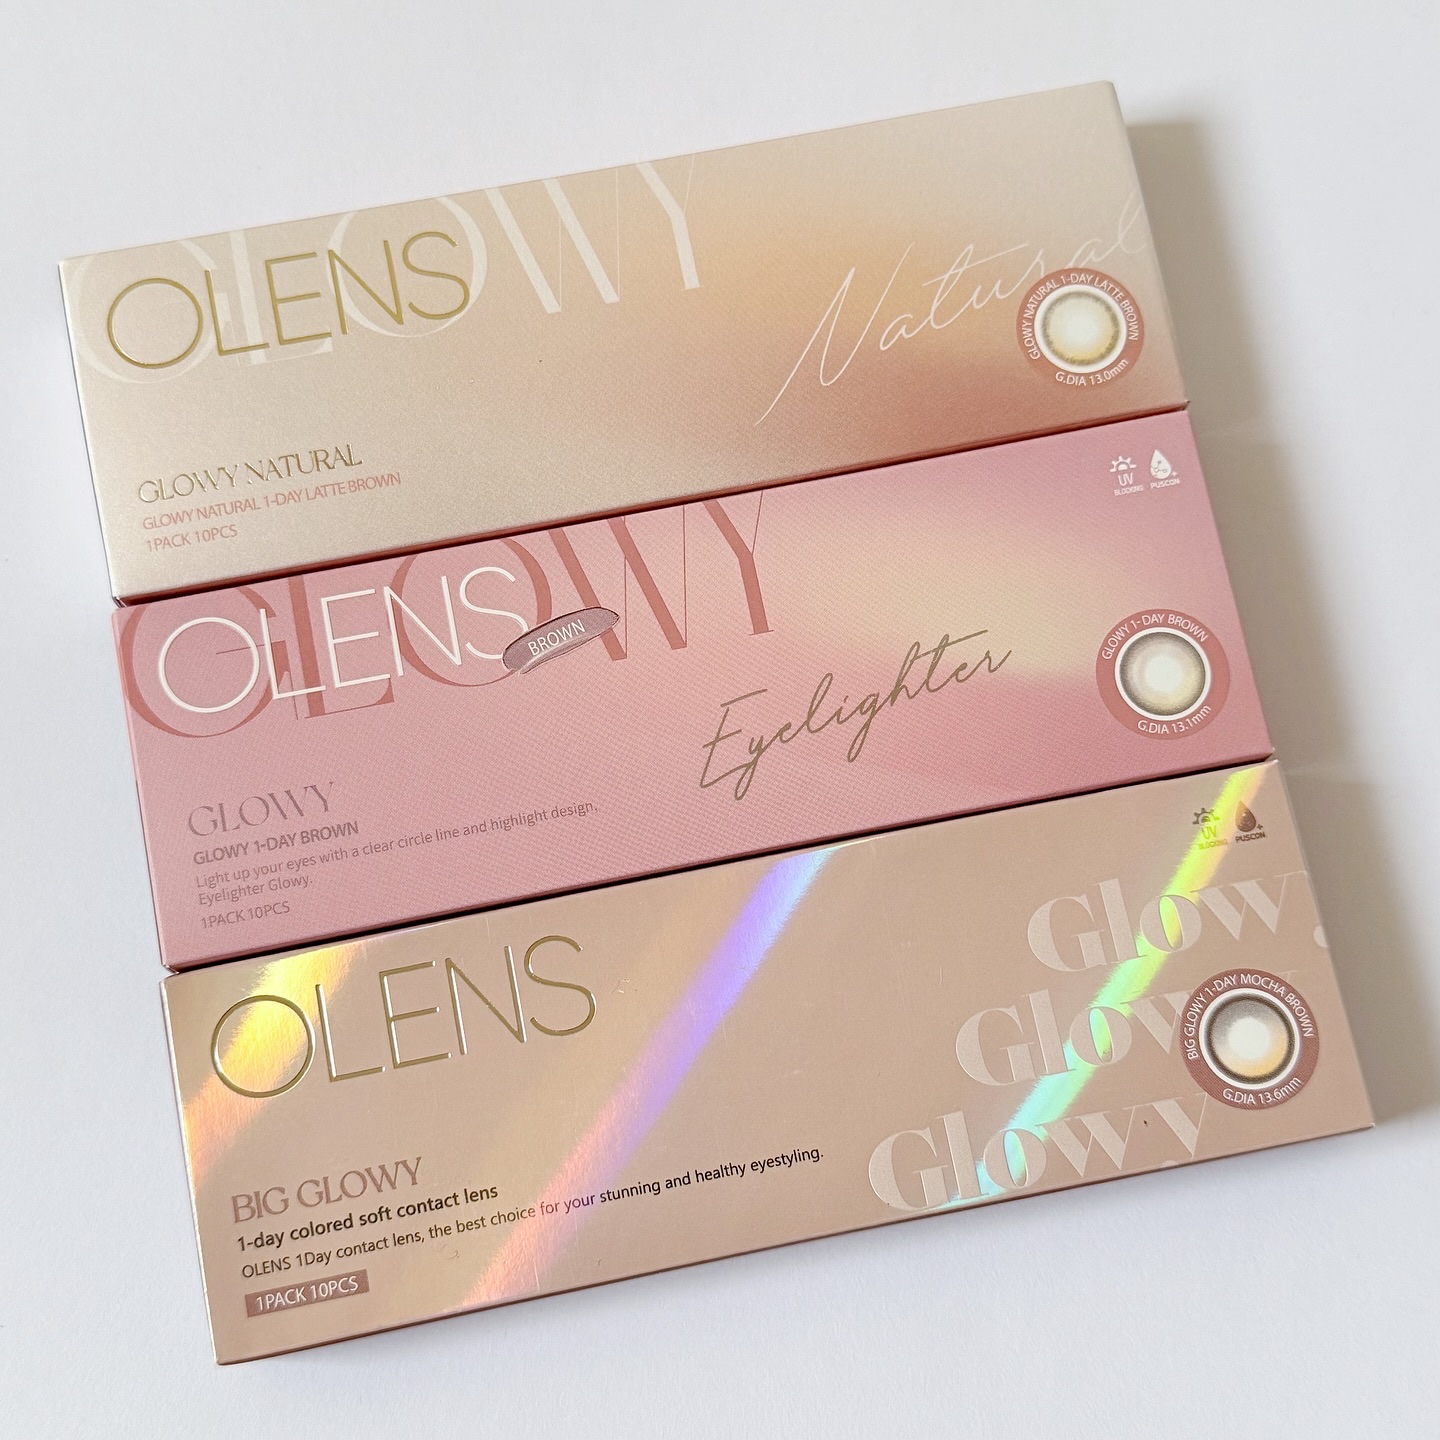 GLOWY
OLENS
Natural
GLOWY NATURAL 1-DAY LATTE BROWN
G.DIA 13.0mm
GLOWY NATURAL
GLOWY NATURAL 1-DAY LATTE BROWN
1PACK 10PCS
UV
BLOCKING
PUSCON
GLOWY
OLENS
BROWN
Eyelighter
GLOWY 1-DAY BROWN
G.DIA 13.1mm
GLOWY
GLOWY 1-DAY BROWN
Light up your eyes with a clear circle line and highlight design,
Eyelighter Glowy.
1PACK 10PCS
UV
BLOCKING
PUSCON
OLENS
Glowy
Glowy
Glowy
BIG GLOWY 1-DAY MOCHA BROWN
G.DIA 13.6mm
BIG GLOWY
1-day colored soft contact lens
OLENS 1Day contact lens, the best choice for your stunning and healthy eyestyling.
1PACK 10PCS